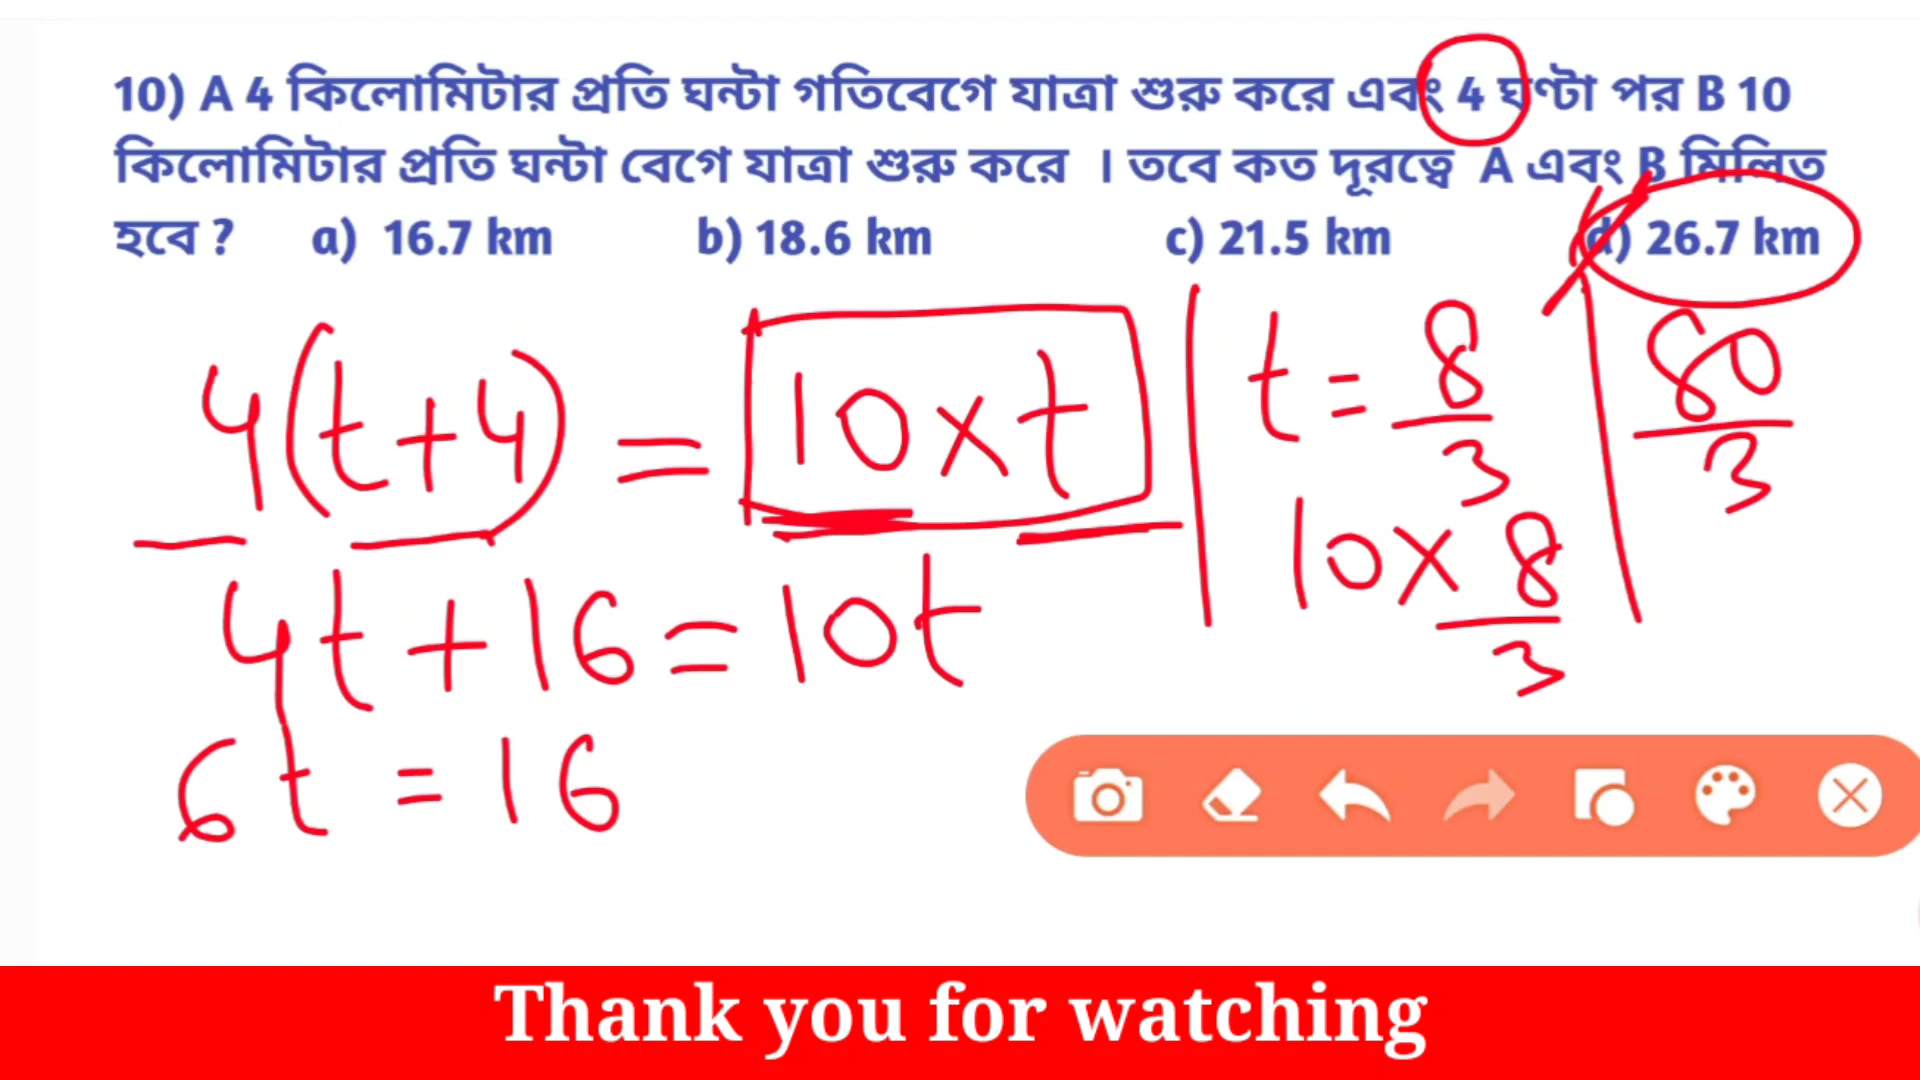 10) A 4 কিলোমিটার প্রতি ঘন্টা গতিবেগে যাত্রা শুরু করে এবং 4 ঘণ্টা পর B 10
কিলোমিটার প্রতি ঘন্টা বেগে যাত্রা শুরু করে । তবে কত দূরত্বে A এবং B মিলিত
হবে ? a) 16.7 km b) 18.6 km c) 21.5 km d) 26.7 km
4(t+4) = 10×t
4t+16=10t
6t = 16
t = 8/3
10×8/3
80/3
Thank you for watching